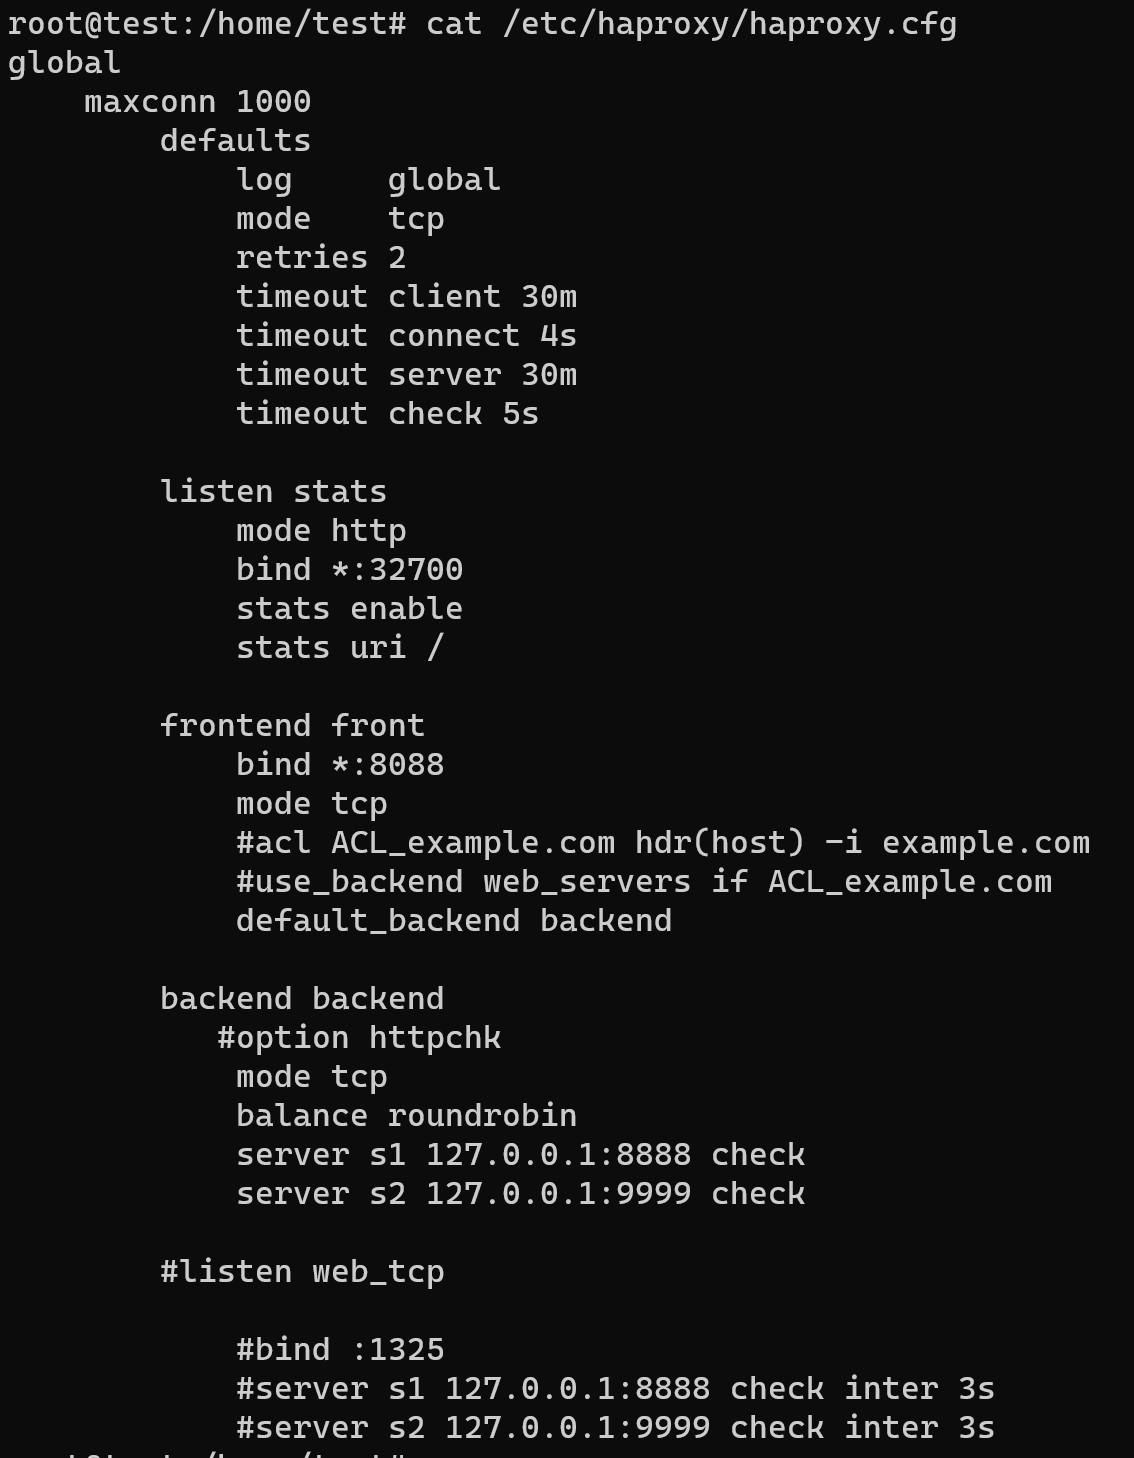 root@test:/home/test# cat /etc/haproxy/haproxy.cfg
global
    maxconn 1000
        defaults
            log     global
            mode    tcp
            retries 2
            timeout client 30m
            timeout connect 4s
            timeout server 30m
            timeout check 5s

        listen stats
            mode http
            bind *:32700
            stats enable
            stats uri /

        frontend front
            bind *:8088
            mode tcp
            #acl ACL_example.com hdr(host) -i example.com
            #use_backend web_servers if ACL_example.com
            default_backend backend

        backend backend
           #option httpchk
            mode tcp
            balance roundrobin
            server s1 127.0.0.1:8888 check
            server s2 127.0.0.1:9999 check

        #listen web_tcp

            #bind :1325
            #server s1 127.0.0.1:8888 check inter 3s
            #server s2 127.0.0.1:9999 check inter 3s